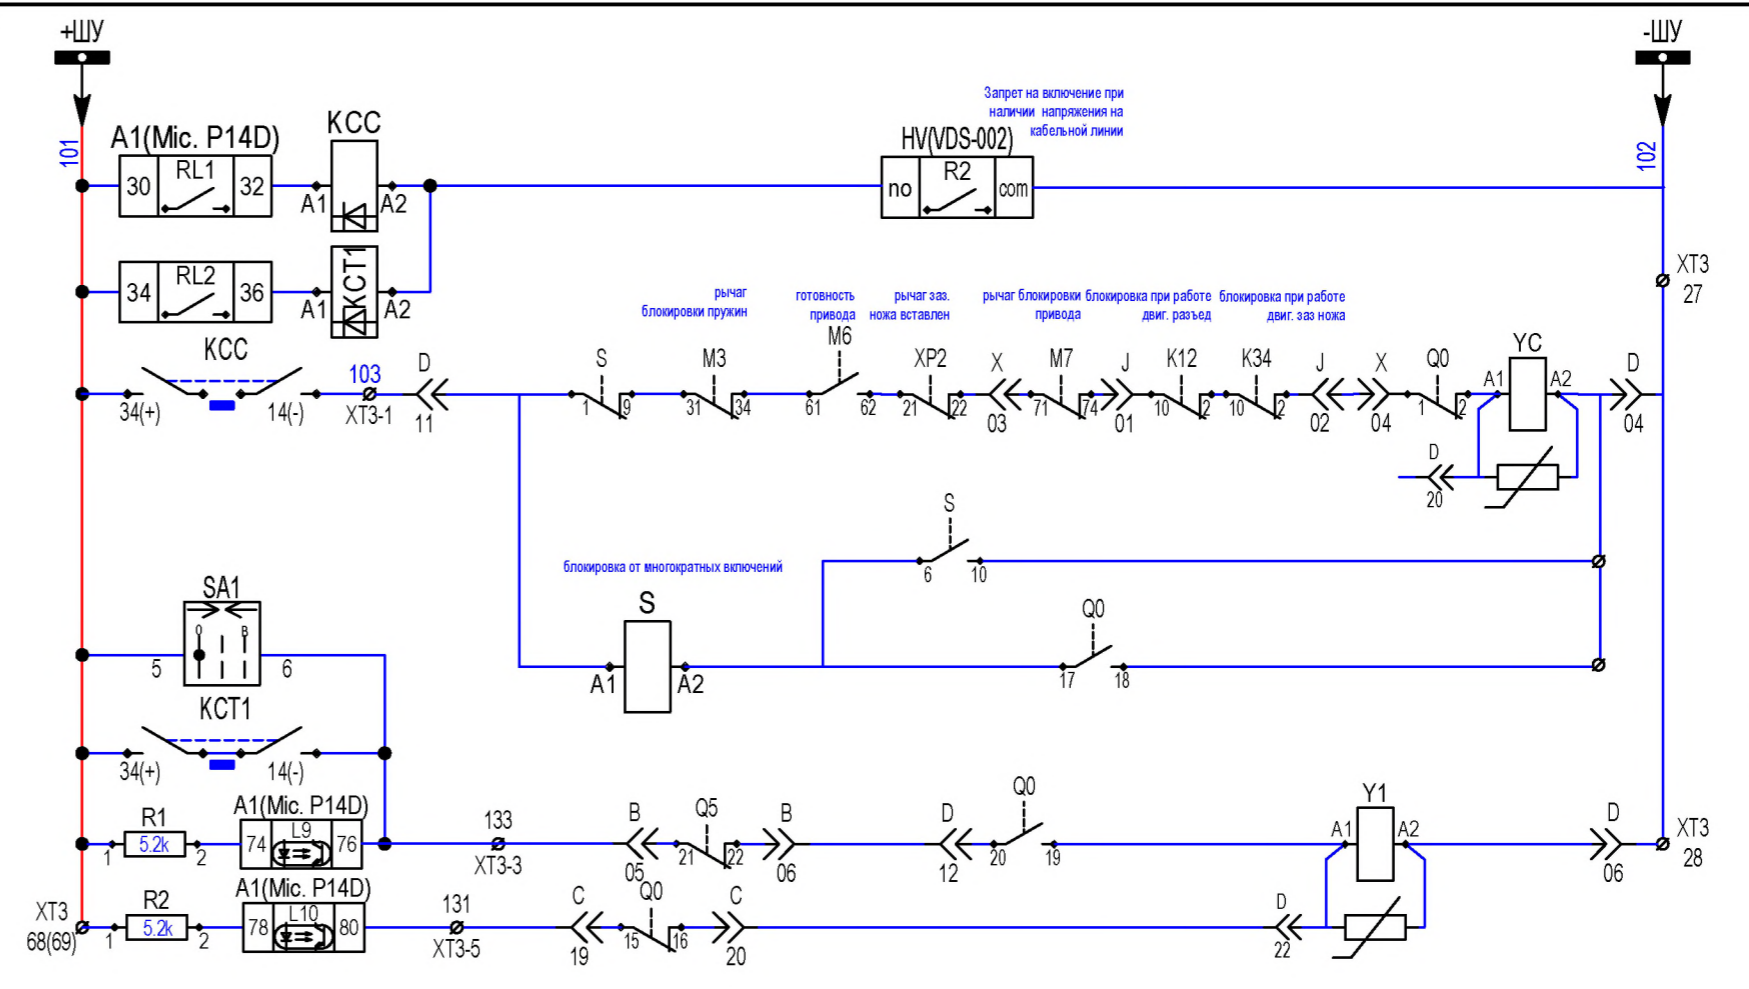 +ШУ
-ШУ
101
102
Запрет на включение при
наличии напряжения на
кабельной линии
A1(Mic. P14D)
KCC
HV(VDS-002)
30
RL1
32
A1
A2
no
R2
com
34
RL2
36
A1
KCT1
A2
XT3
27
рычаг
блокировки пружин
готовность
привода
рычаг заз.
ножа вставлен
рычаг блокировки
привода
блокировка при работе
двиг. разъед
блокировка при работе
двиг. заз ножа
KCC
34(+)
14(-)
103
XT3-1
D
11
S
1
9
M3
31
34
M6
61
62
XP2
21
22
X
03
M7
71
74
J
01
K12
10
2
K34
10
2
J
02
X
04
Q0
1
2
YC
A1
A2
D
04
D
20
S
6
10
блокировка от многократных включений
S
A1
A2
Q0
17
18
SA1
0
B
5
6
KCT1
34(+)
14(-)
R1
1
5.2k
2
A1(Mic. P14D)
74
L9
76
133
XT3-3
B
05
Q5
21
22
B
06
D
12
Q0
20
19
Y1
A1
A2
D
06
XT3
28
XT3
68(69)
R2
1
5.2k
2
A1(Mic. P14D)
78
L10
80
131
XT3-5
C
19
Q0
15
16
C
20
D
22